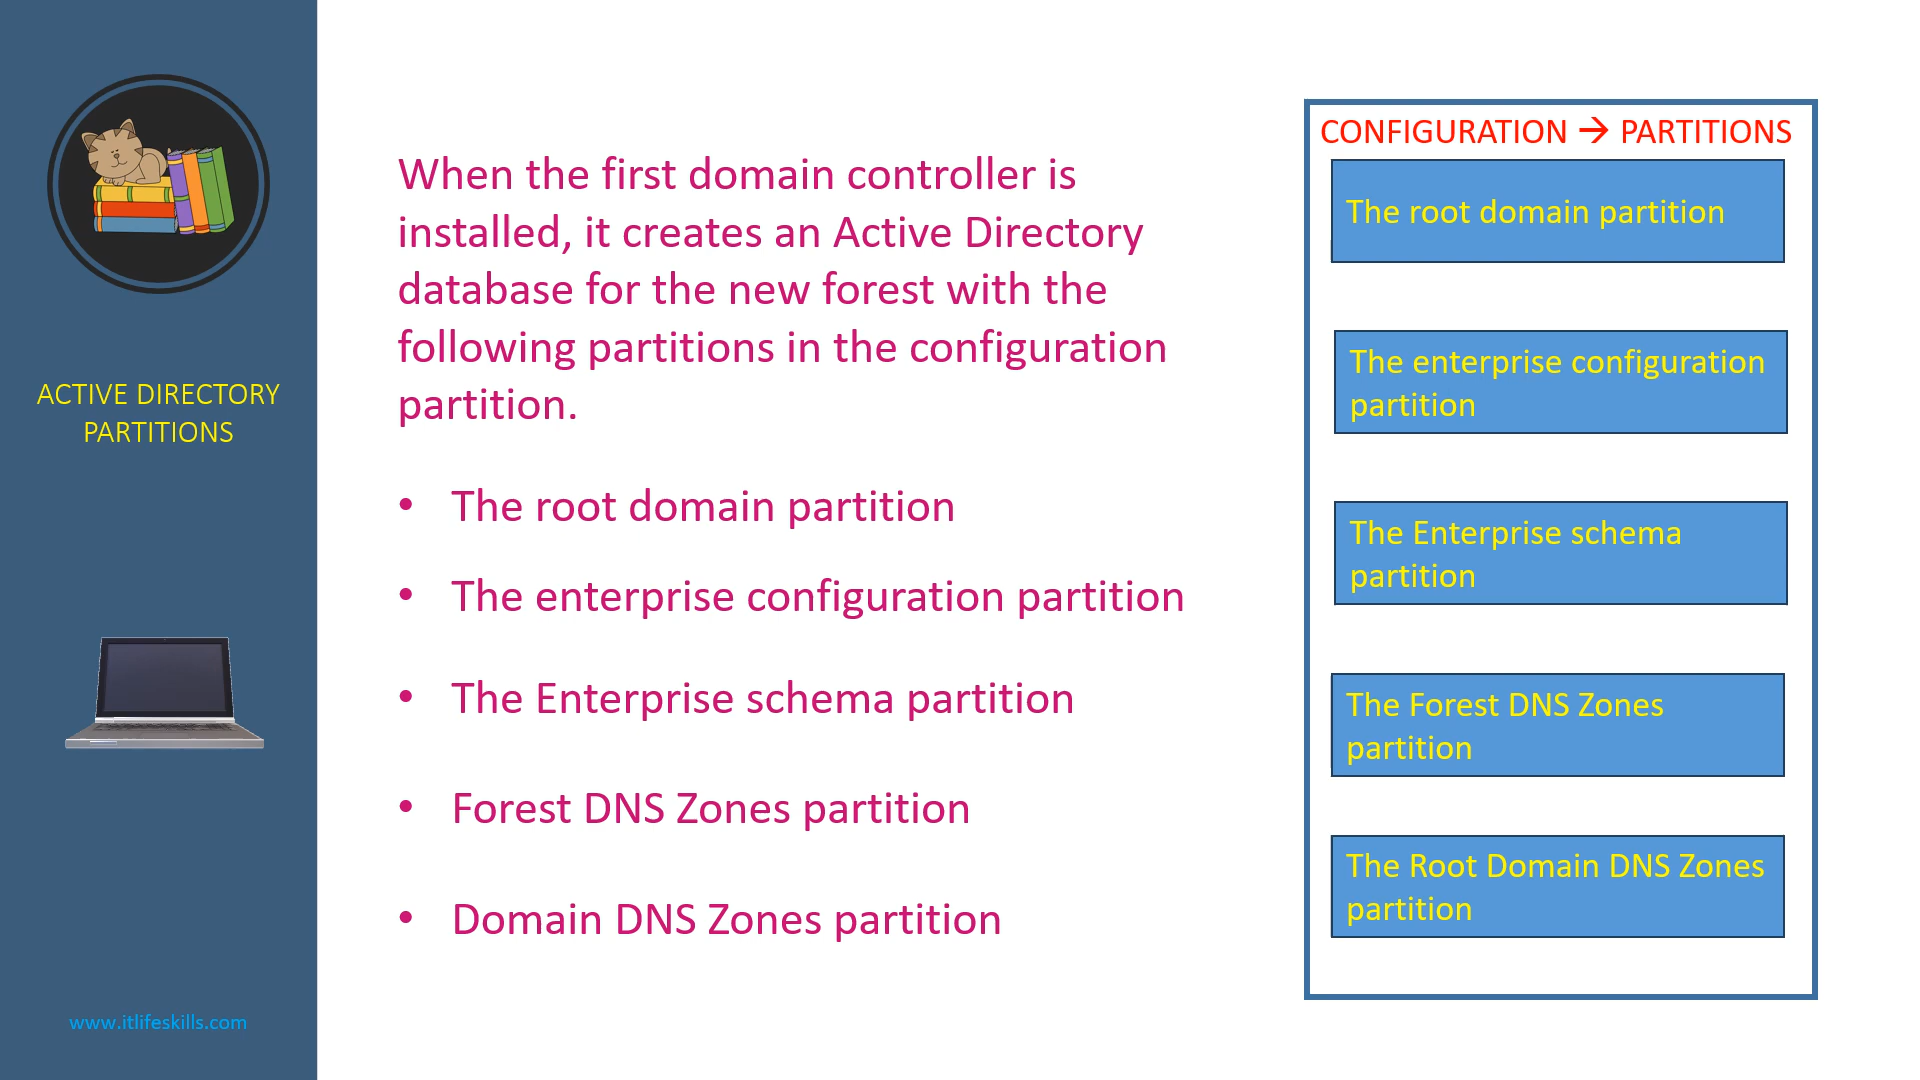 ACTIVE DIRECTORY
PARTITIONS
www.itlifeskills.com
When the first domain controller is
installed, it creates an Active Directory
database for the new forest with the
following partitions in the configuration
partition.
• The root domain partition
• The enterprise configuration partition
• The Enterprise schema partition
• Forest DNS Zones partition
• Domain DNS Zones partition
CONFIGURATION → PARTITIONS
The root domain partition
The enterprise configuration
partition
The Enterprise schema
partition
The Forest DNS Zones
partition
The Root Domain DNS Zones
partition